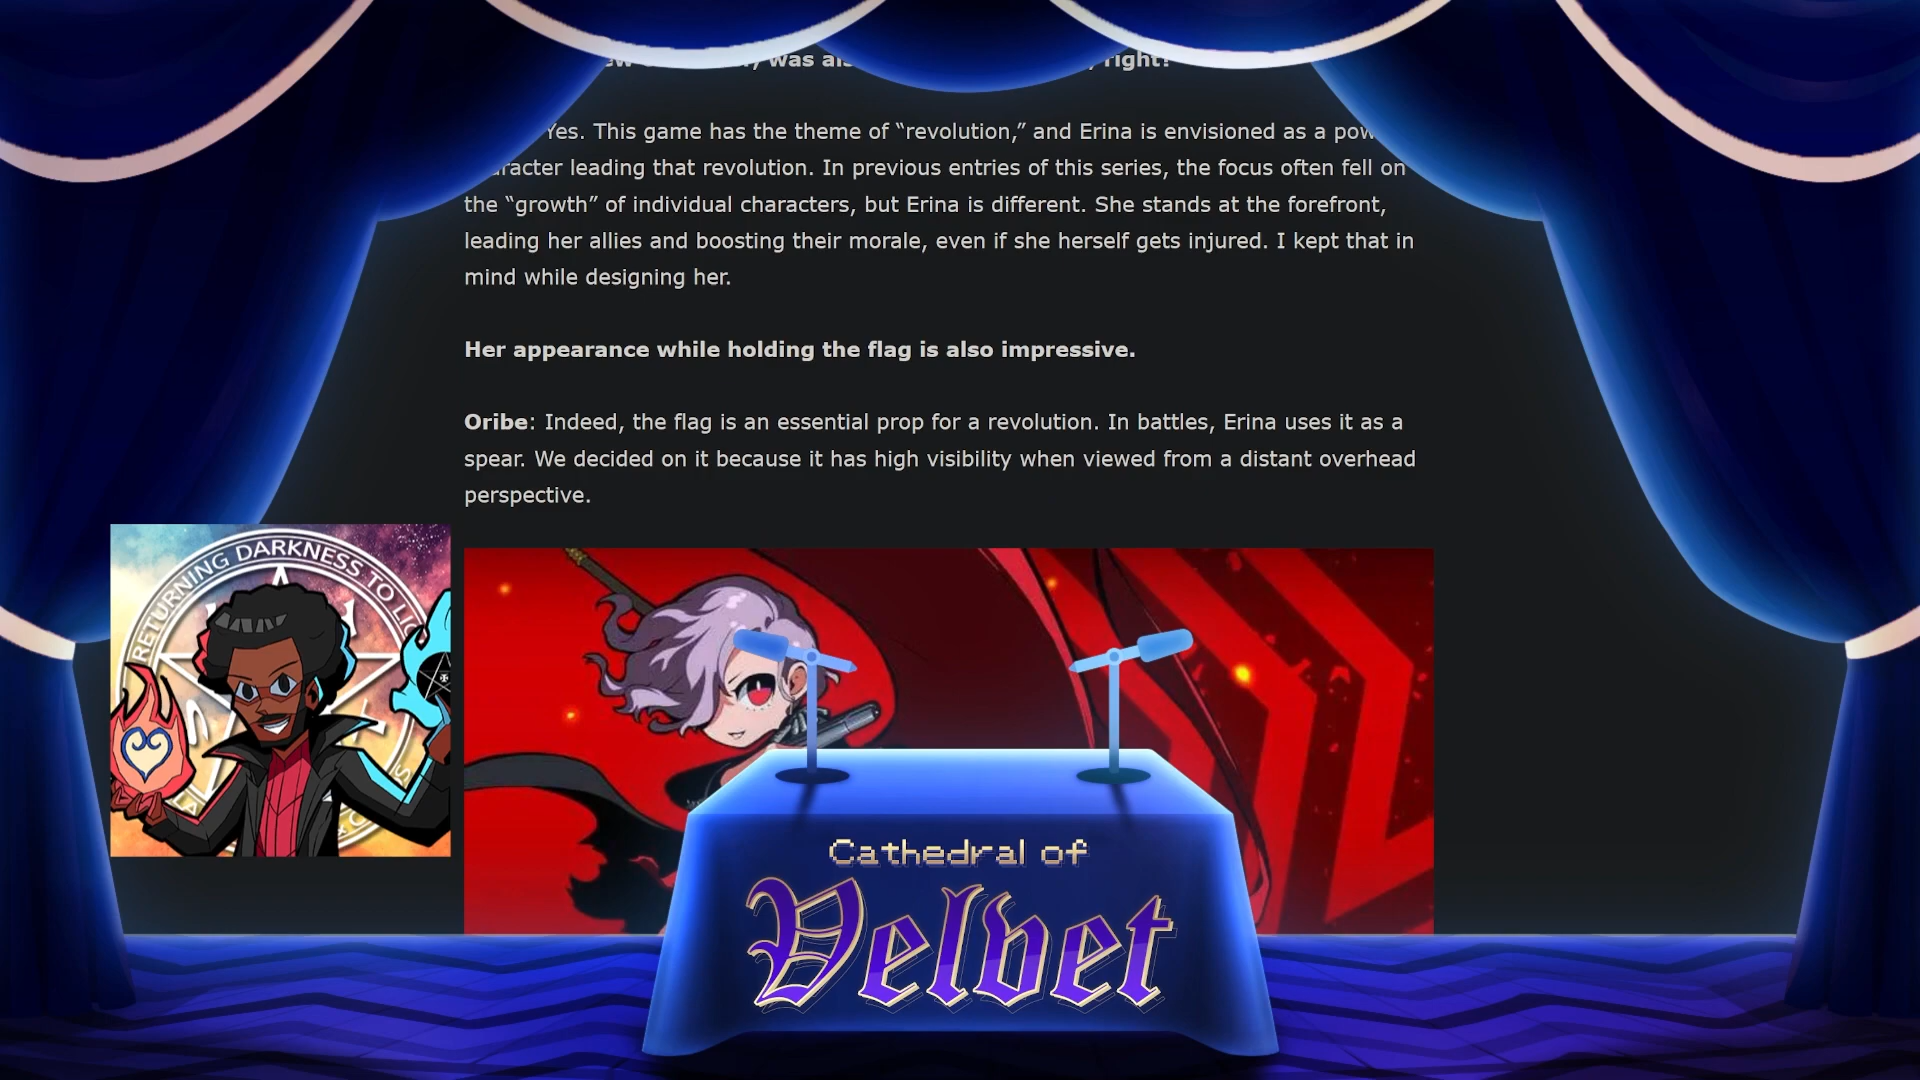 was
right?
Yes. This game has the theme of “revolution,” and Erina is envisioned as a
leading that revolution. In previous entries of this series, the focus often fell on
the “growth” of individual characters, but Erina is different. She stands at the forefront,
leading her allies and boosting their morale, even if she herself gets injured. I kept that in
mind while designing her.
Her appearance while holding the flag is also impressive.
Oribe: Indeed, the flag is an essential prop for a revolution. In battles, Erina uses it as a
spear. We decided on it because it has high visibility when viewed from a distant overhead
perspective.
RETURNING DARKNESS TO
Cathedral of
Velvet